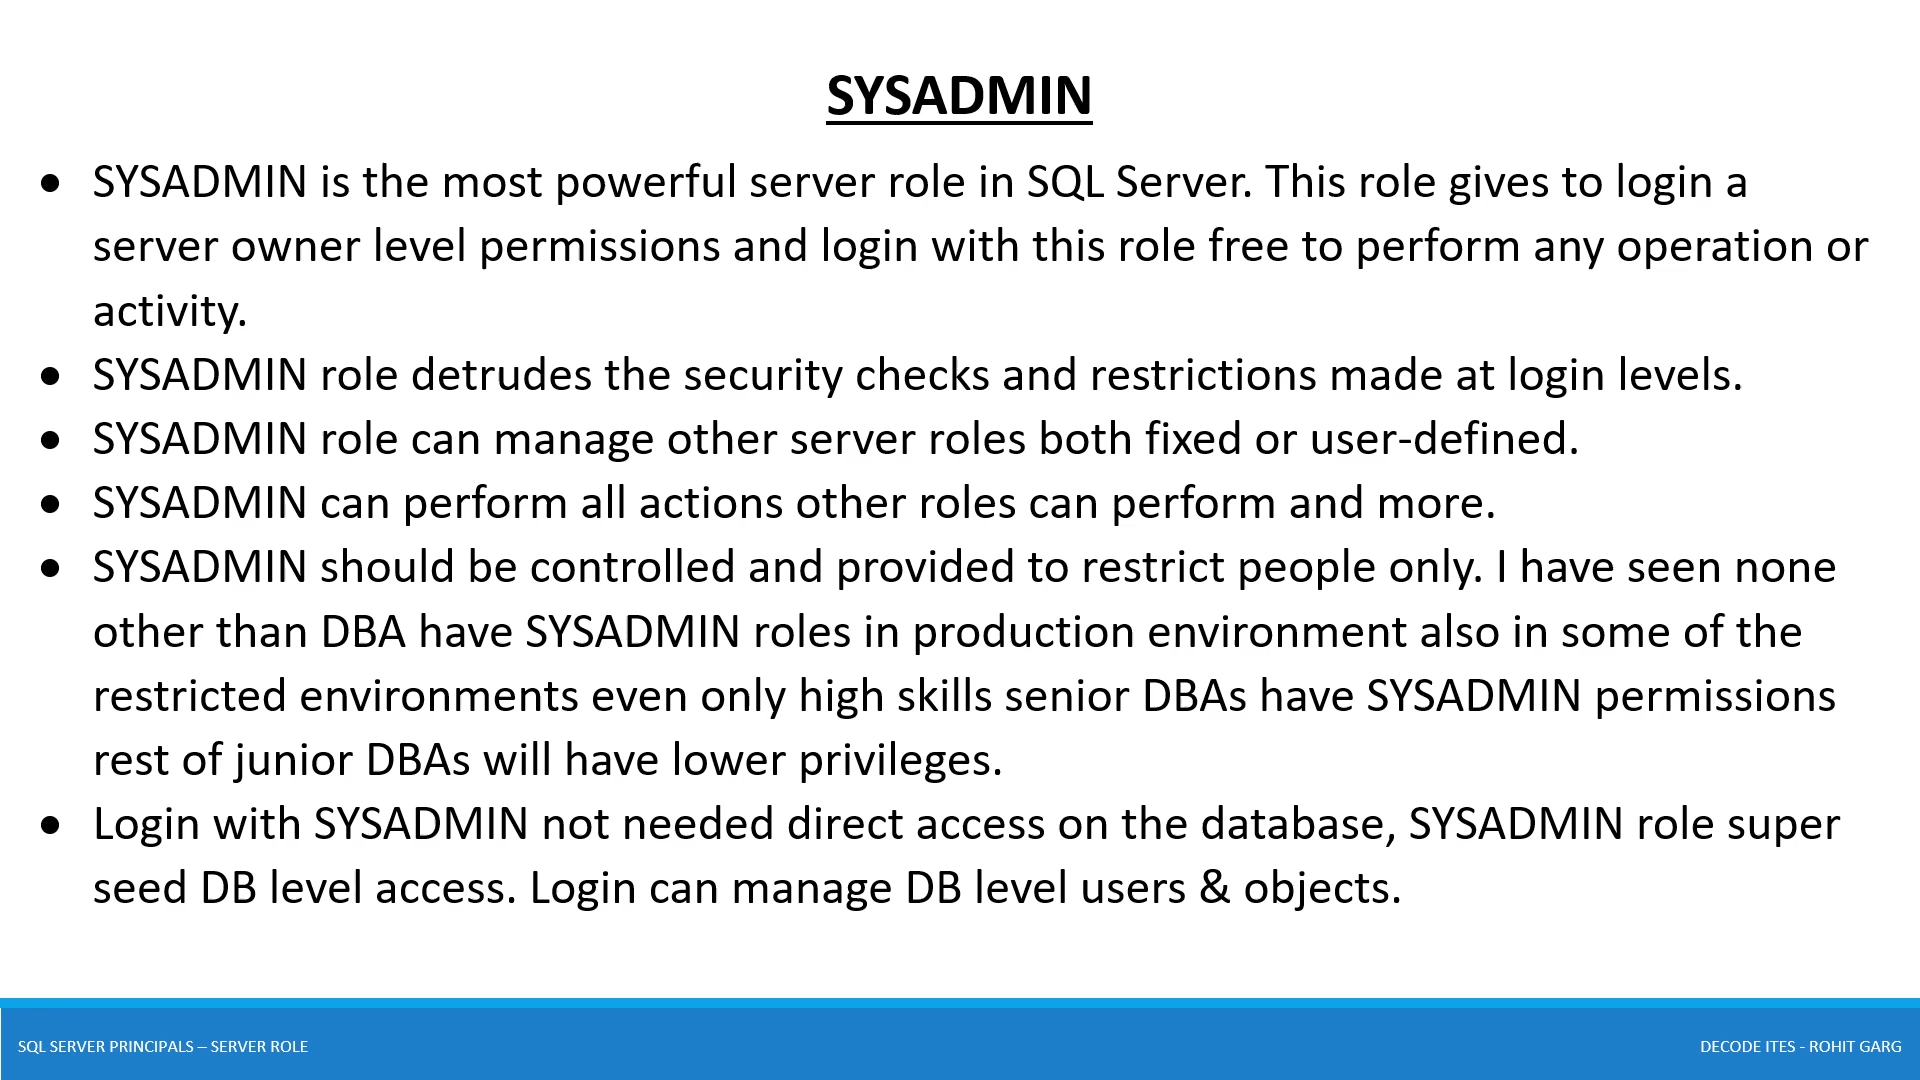 SYSADMIN
• SYSADMIN is the most powerful server role in SQL Server. This role gives to login a
server owner level permissions and login with this role free to perform any operation or
activity.
• SYSADMIN role detrudes the security checks and restrictions made at login levels.
• SYSADMIN role can manage other server roles both fixed or user-defined.
• SYSADMIN can perform all actions other roles can perform and more.
• SYSADMIN should be controlled and provided to restrict people only. I have seen none
other than DBA have SYSADMIN roles in production environment also in some of the
restricted environments even only high skills senior DBAs have SYSADMIN permissions
rest of junior DBAs will have lower privileges.
• Login with SYSADMIN not needed direct access on the database, SYSADMIN role super
seed DB level access. Login can manage DB level users & objects.
SQL SERVER PRINCIPALS – SERVER ROLE
DECODE ITES - ROHIT GARG